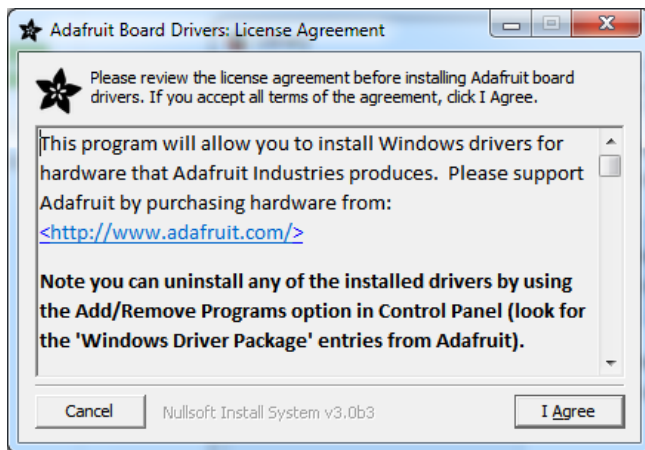 Adafruit Board Drivers: License Agreement
Please review the license agreement before installing Adafruit board
drivers. If you accept all terms of the agreement, click I Agree.
This program will allow you to install Windows drivers for
hardware that Adafruit Industries produces.  Please support
Adafruit by purchasing hardware from:
<http://www.adafruit.com/>
Note you can uninstall any of the installed drivers by using
the Add/Remove Programs option in Control Panel (look for
the 'Windows Driver Package' entries from Adafruit).
Cancel
Nullsoft Install System v3.0b3
I Agree